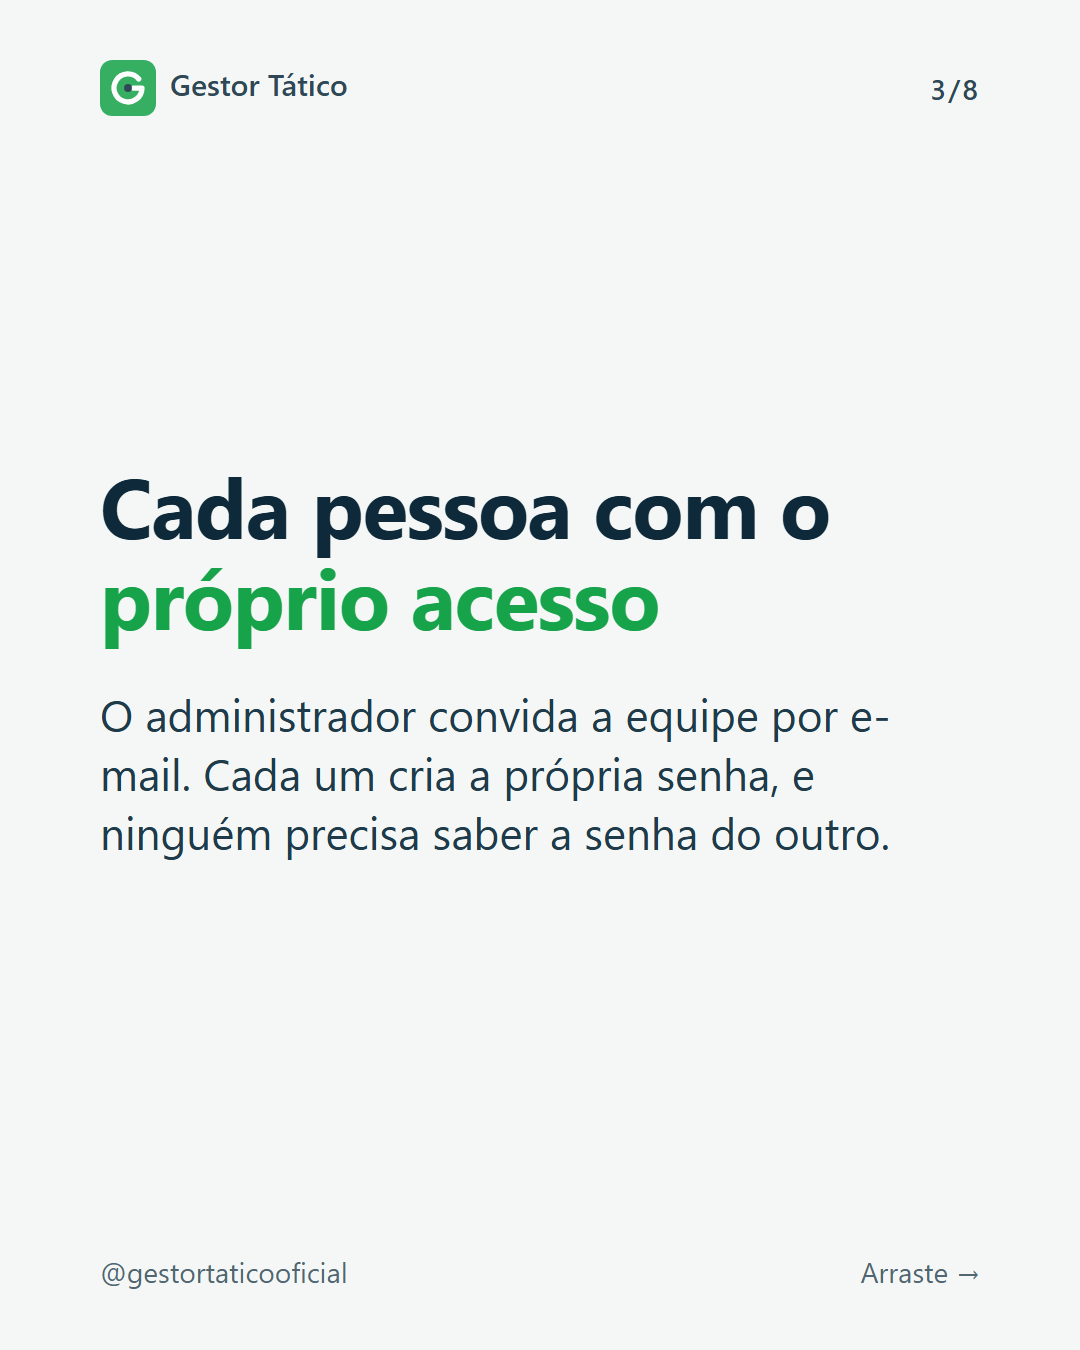 Gestor Tático
3/8
Cada pessoa com o
próprio acesso
O administrador convida a equipe por e-
mail. Cada um cria a própria senha, e
ninguém precisa saber a senha do outro.
@gestortaticooficial
Arraste →